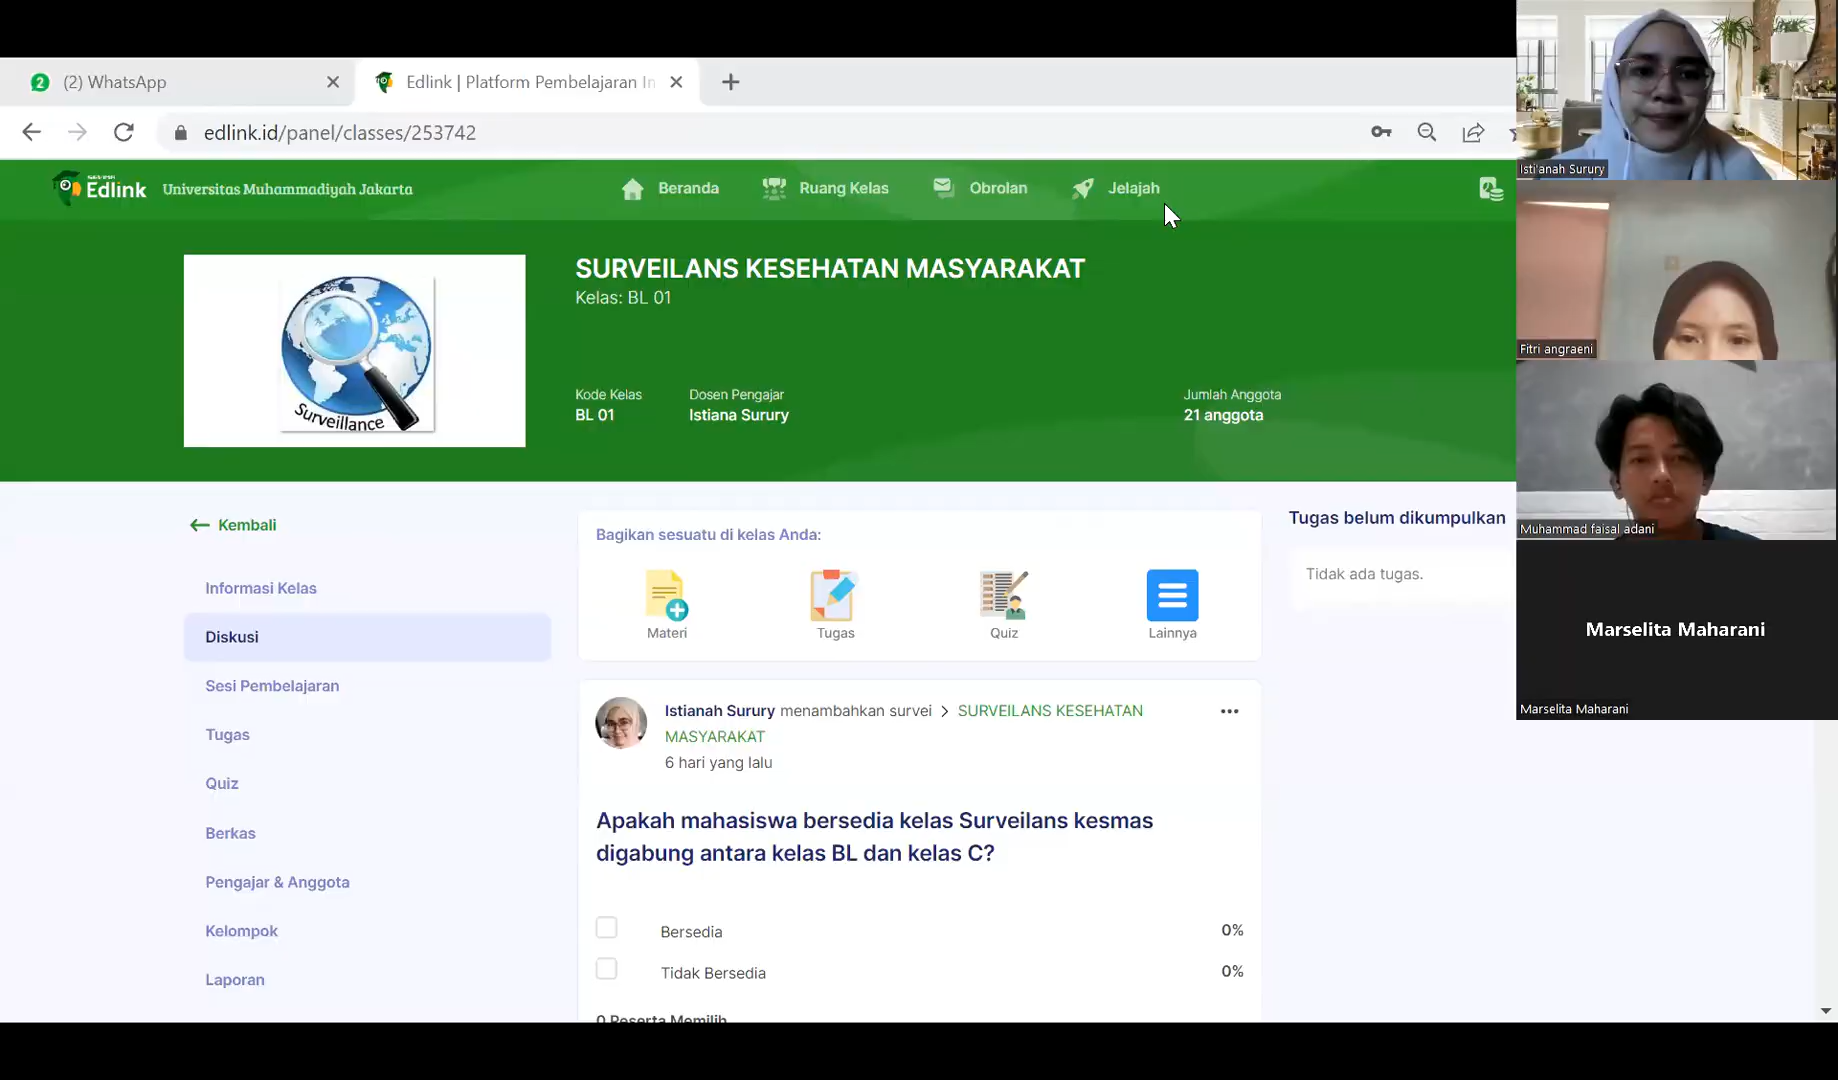 2 (2) WhatsApp
Edlink | Platform Pembelajaran In
edlink.id/panel/classes/253742
Edlink Universitas Muhammadiyah Jakarta
Beranda
Ruang Kelas
Obrolan
Jelajah
Surveillance
SURVEILANS KESEHATAN MASYARAKAT
Kelas: BL 01
Kode Kelas
BL 01
Dosen Pengajar
Istiana Surury
Jumlah Anggota
21 anggota
Kembali
Informasi Kelas
Diskusi
Sesi Pembelajaran
Tugas
Quiz
Berkas
Pengajar & Anggota
Kelompok
Laporan
Bagikan sesuatu di kelas Anda:
Materi
Tugas
Quiz
Lainnya
Istianah Surury menambahkan survei > SURVEILANS KESEHATAN
MASYARAKAT
6 hari yang lalu
Apakah mahasiswa bersedia kelas Surveilans kesmas
digabung antara kelas BL dan kelas C?
Bersedia 0%
Tidak Bersedia 0%
0 Peserta Memilih
Tugas belum dikumpulkan
Tidak ada tugas.
Isti'anah Surury
Fitri angraeni
Muhammad faisal adani
Marselita Maharani
Marselita Maharani